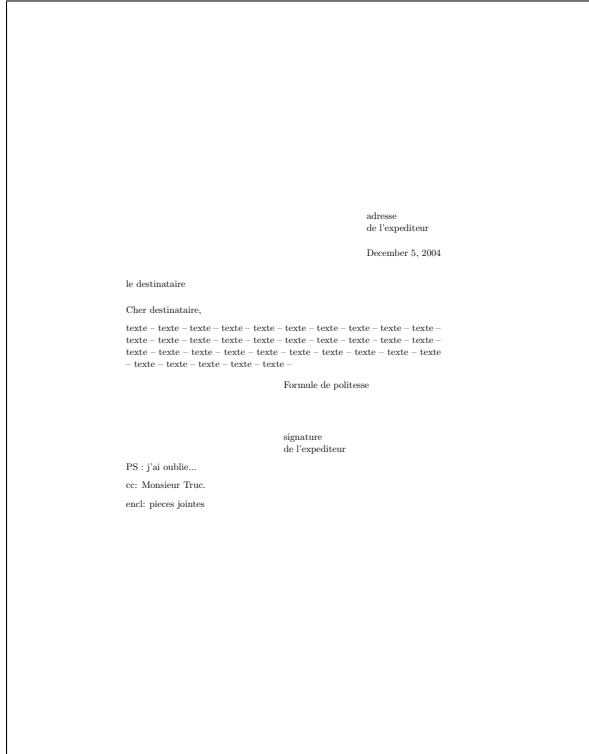 adresse
de l'expediteur
December 5, 2004
le destinataire
Cher destinataire,
texte – texte – texte – texte – texte – texte – texte – texte – texte – texte –
texte – texte – texte – texte – texte – texte – texte – texte – texte – texte –
texte – texte – texte – texte – texte – texte – texte – texte – texte – texte
– texte – texte – texte – texte – texte –
Formule de politesse
signature
de l'expediteur
PS : j'ai oublie...
cc: Monsieur Truc.
encl: pieces jointes